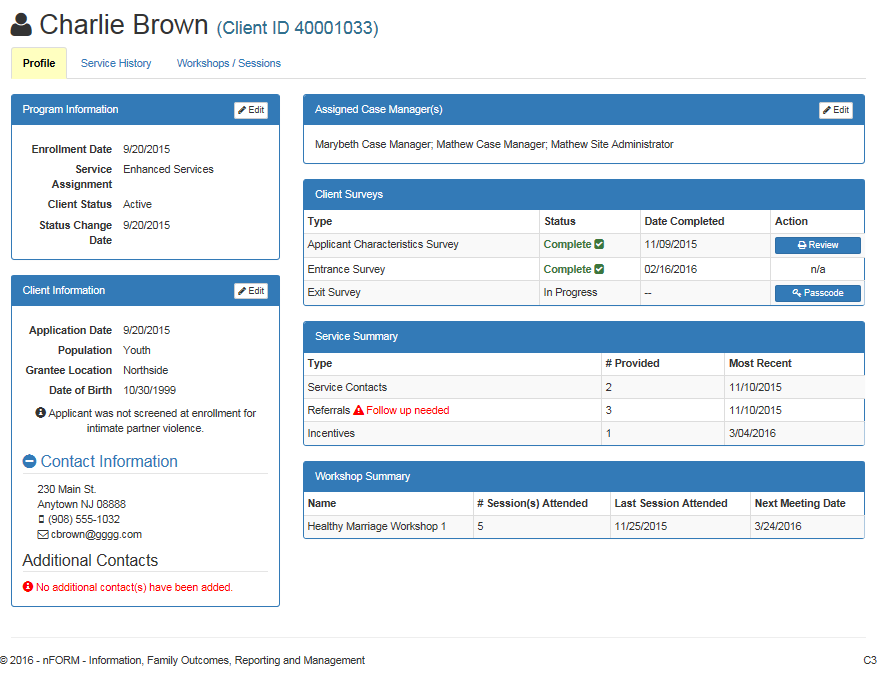 Charlie Brown (Client ID 40001033)
Profile Service History Workshops / Sessions
Program Information Edit
Enrollment Date 9/20/2015
Service Assignment Enhanced Services
Client Status Active
Status Change Date 9/20/2015
Client Information Edit
Application Date 9/20/2015
Population Youth
Grantee Location Northside
Date of Birth 10/30/1999
Applicant was not screened at enrollment for
intimate partner violence.
Contact Information
230 Main St.
Anytown NJ 08888
(908) 555-1032
cbrown@gggg.com
Additional Contacts
No additional contact(s) have been added.
Assigned Case Manager(s) Edit
Marybeth Case Manager; Mathew Case Manager; Mathew Site Administrator
Client Surveys
Type Status Date Completed Action
Applicant Characteristics Survey Complete 11/09/2015 Review
Entrance Survey Complete 02/16/2016 n/a
Exit Survey In Progress -- Passcode
Service Summary
Type # Provided Most Recent
Service Contacts 2 11/10/2015
Referrals Follow up needed 3 11/10/2015
Incentives 1 3/04/2016
Workshop Summary
Name # Session(s) Attended Last Session Attended Next Meeting Date
Healthy Marriage Workshop 1 5 11/25/2015 3/24/2016
© 2016 - nFORM - Information, Family Outcomes, Reporting and Management C3